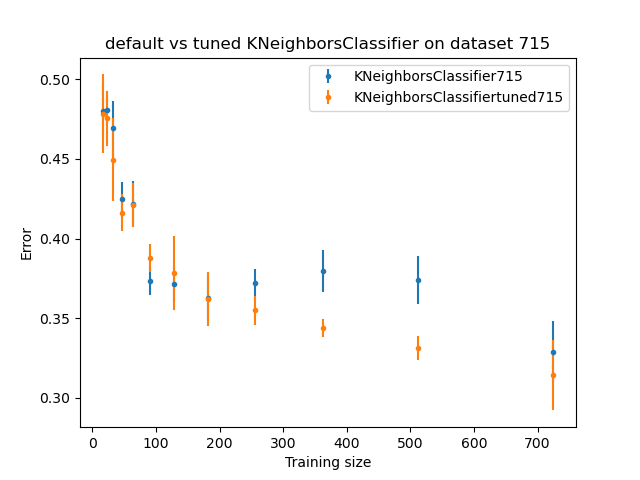 default vs tuned KNeighborsClassifier on dataset 715
KNeighborsClassifier715
KNeighborsClassifiertuned715
0.50
0.45
0.40
0.35
0.30
Error
0 100 200 300 400 500 600 700
Training size